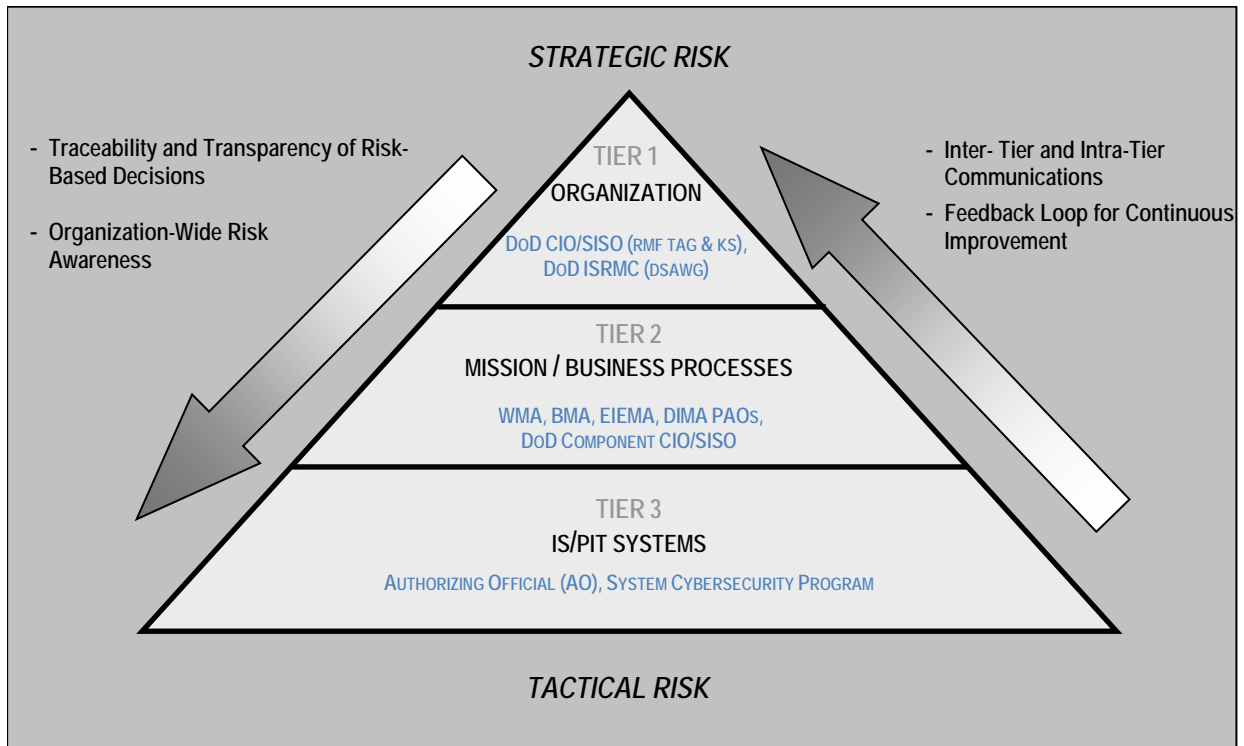 STRATEGIC RISK
- Traceability and Transparency of Risk-
Based Decisions
- Organization-Wide Risk
Awareness
- Inter- Tier and Intra-Tier
Communications
- Feedback Loop for Continuous
Improvement
TIER 1
ORGANIZATION
DOD CIO/SISO (RMF TAG & KS),
DOD ISRMC (DSAWG)
TIER 2
MISSION / BUSINESS PROCESSES
WMA, BMA, EIEMA, DIMA PAOS,
DOD COMPONENT CIO/SISO
TIER 3
IS/PIT SYSTEMS
AUTHORIZING OFFICIAL (AO), SYSTEM CYBERSECURITY PROGRAM
TACTICAL RISK